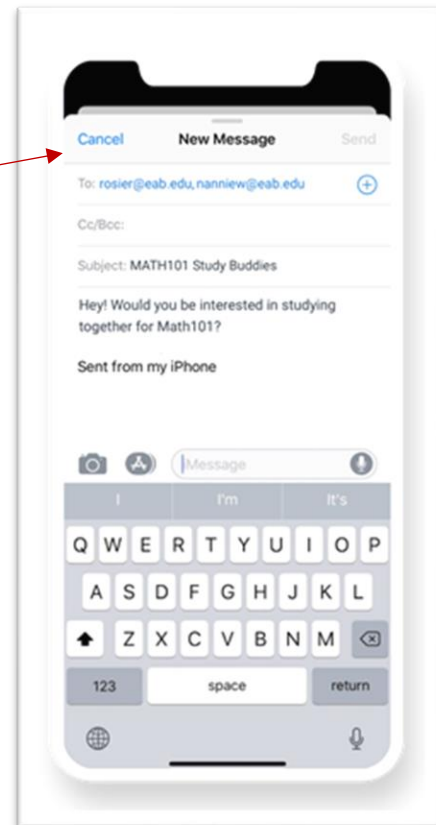 Cancel New Message Send
To: rosier@eab.edu, nanniew@eab.edu
Cc/Bcc:
Subject: MATH101 Study Buddies
Hey! Would you be interested in studying
together for Math101?
Sent from my iPhone
Message
I I'm It's
Q W E R T Y U I O P
A S D F G H J K L
Z X C V B N M
123 space return